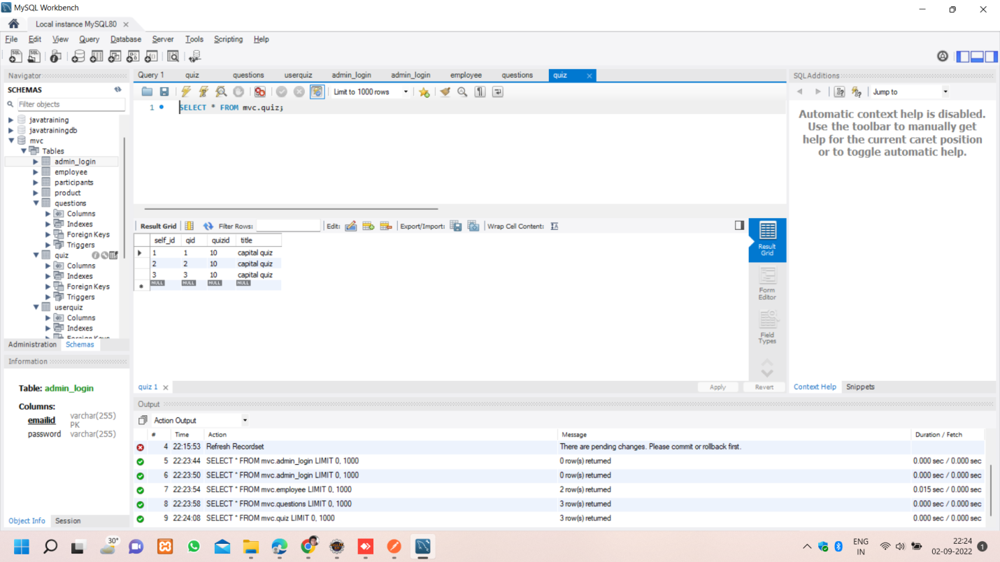 MySQL Workbench
Local instance MySQL80
File Edit View Query Database Server Tools Scripting Help
Navigator
SCHEMAS
Filter objects
javatraining
javatrainingdb
mvc
Tables
admin_login
employee
participants
product
questions
Columns
Indexes
Foreign Keys
Triggers
quiz
Columns
Indexes
Foreign Keys
Triggers
userquiz
Columns
Indexes
Foreign Keys
Administration Schemas
Information
Table: admin_login
Columns:
emailid varchar(255) PK
password varchar(255)
Object Info Session
Query 1 quiz questions userquiz admin_login admin_login employee questions quiz
Limit to 1000 rows
1 SELECT * FROM mvc.quiz;
Result Grid Filter Rows: Edit: Export/Import: Wrap Cell Content:
self_id qid quizid title
1 1 10 capital quiz
2 2 10 capital quiz
3 3 10 capital quiz
NULL NULL NULL NULL
Result Grid
Form Editor
Field Types
quiz 1 Apply Revert
SQLAdditions
Jump to
Automatic context help is disabled.
Use the toolbar to manually get
help for the current caret position
or to toggle automatic help.
Context Help Snippets
Output
Action Output
# Time Action Message Duration / Fetch
4 22:15:53 Refresh Recordset There are pending changes. Please commit or rollback first.
5 22:23:44 SELECT * FROM mvc.admin_login LIMIT 0, 1000 0 row(s) returned 0.000 sec / 0.000 sec
6 22:23:50 SELECT * FROM mvc.admin_login LIMIT 0, 1000 0 row(s) returned 0.000 sec / 0.000 sec
7 22:23:54 SELECT * FROM mvc.employee LIMIT 0, 1000 2 row(s) returned 0.015 sec / 0.000 sec
8 22:23:58 SELECT * FROM mvc.questions LIMIT 0, 1000 3 row(s) returned 0.000 sec / 0.000 sec
9 22:24:08 SELECT * FROM mvc.quiz LIMIT 0, 1000 3 row(s) returned 0.000 sec / 0.000 sec
30°
ENG
IN
22:24
02-09-2022
1